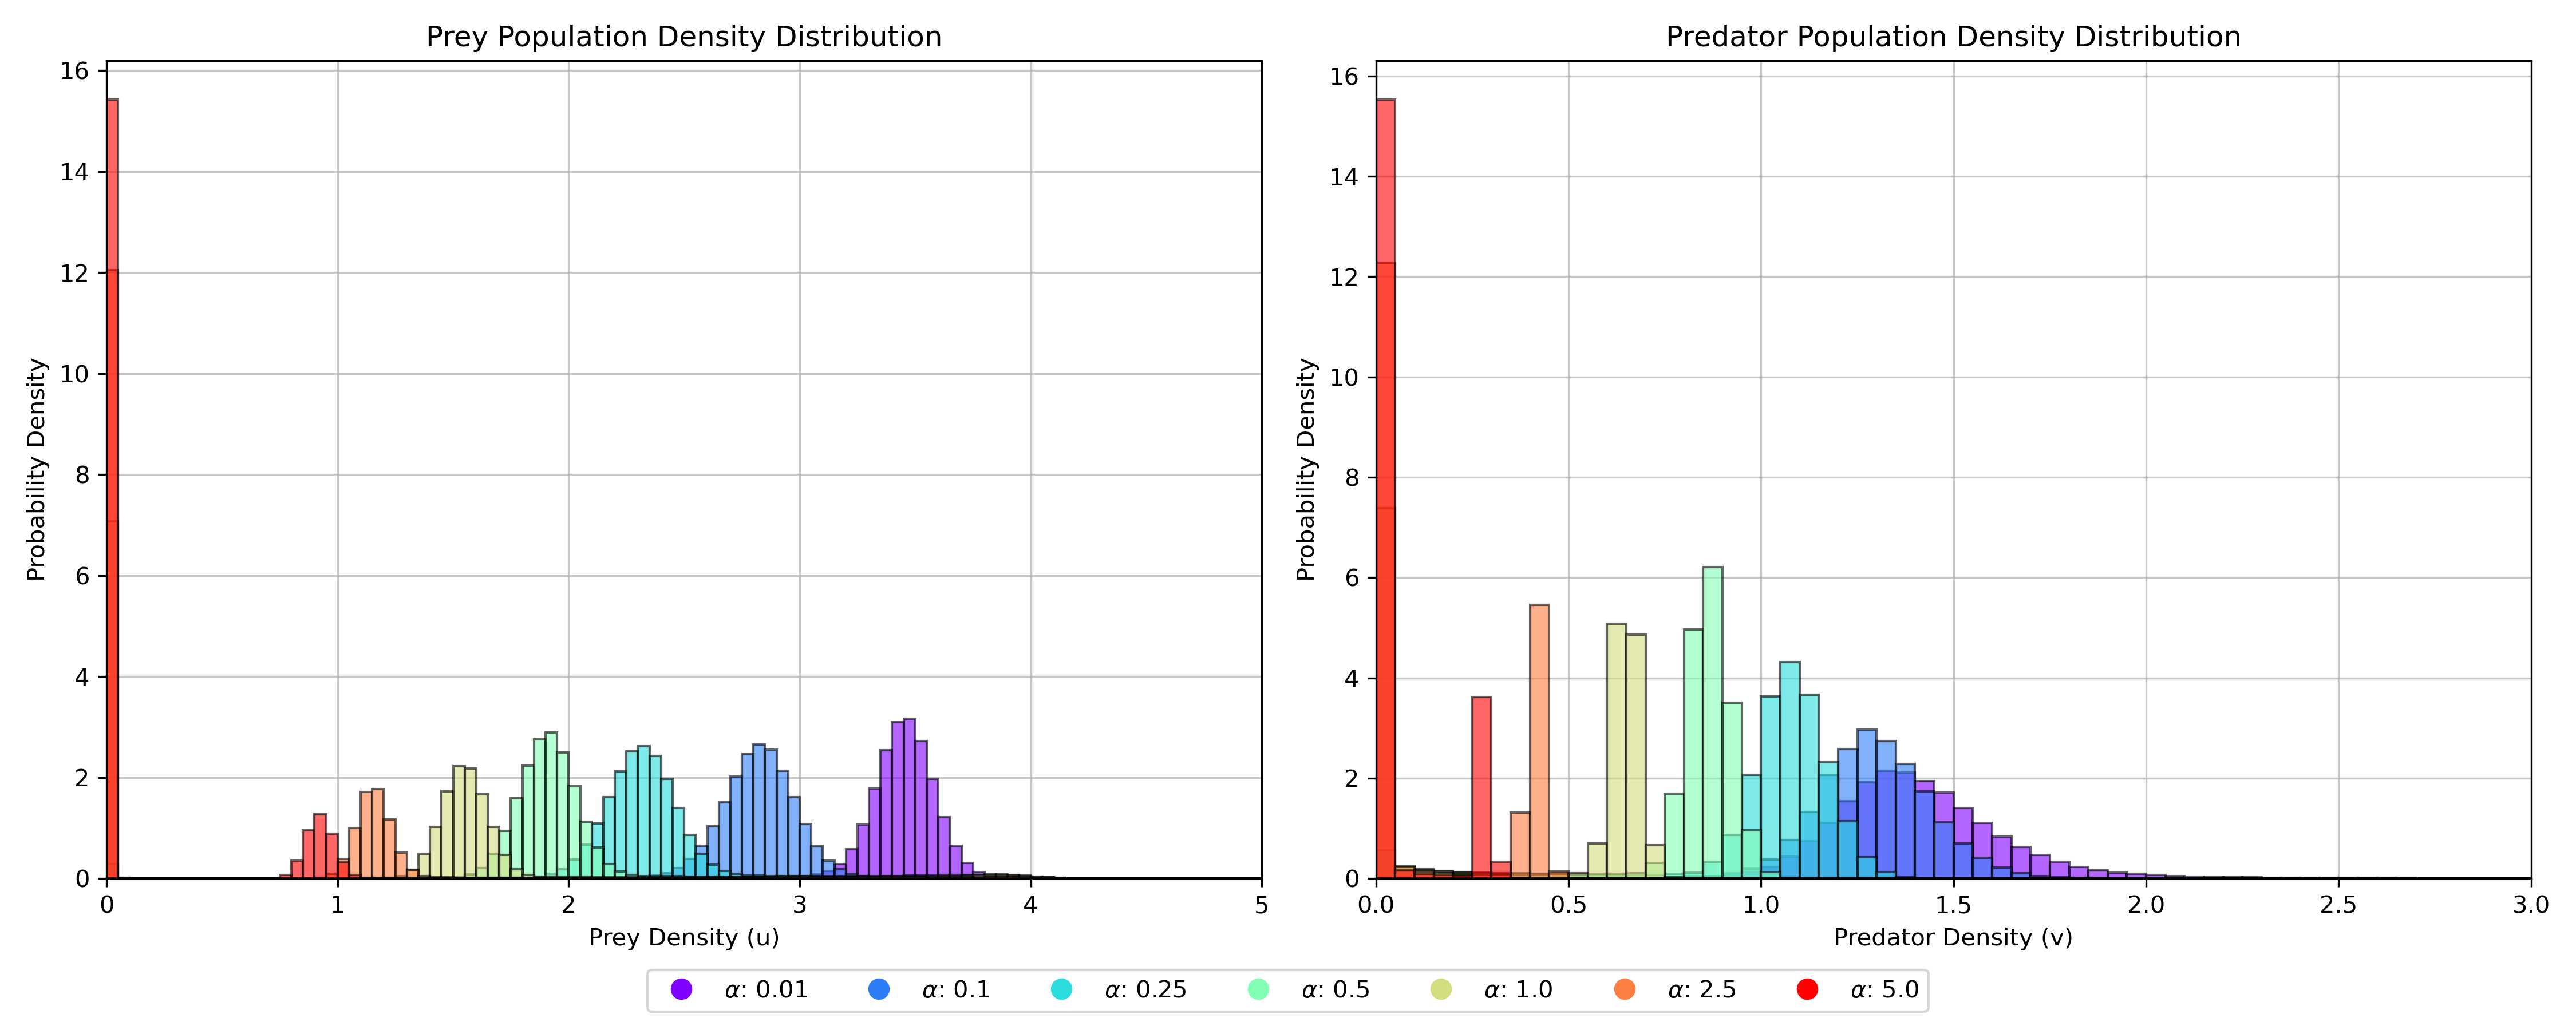 Prey Population Density Distribution
16
14
12
10
8
6
4
2
0
Probability Density
0 1 2 3 4 5
Prey Density (u)
Predator Population Density Distribution
16
14
12
10
8
6
4
2
0
Probability Density
0.0 0.5 1.0 1.5 2.0 2.5 3.0
Predator Density (v)
α: 0.01 α: 0.1 α: 0.25 α: 0.5 α: 1.0 α: 2.5 α: 5.0